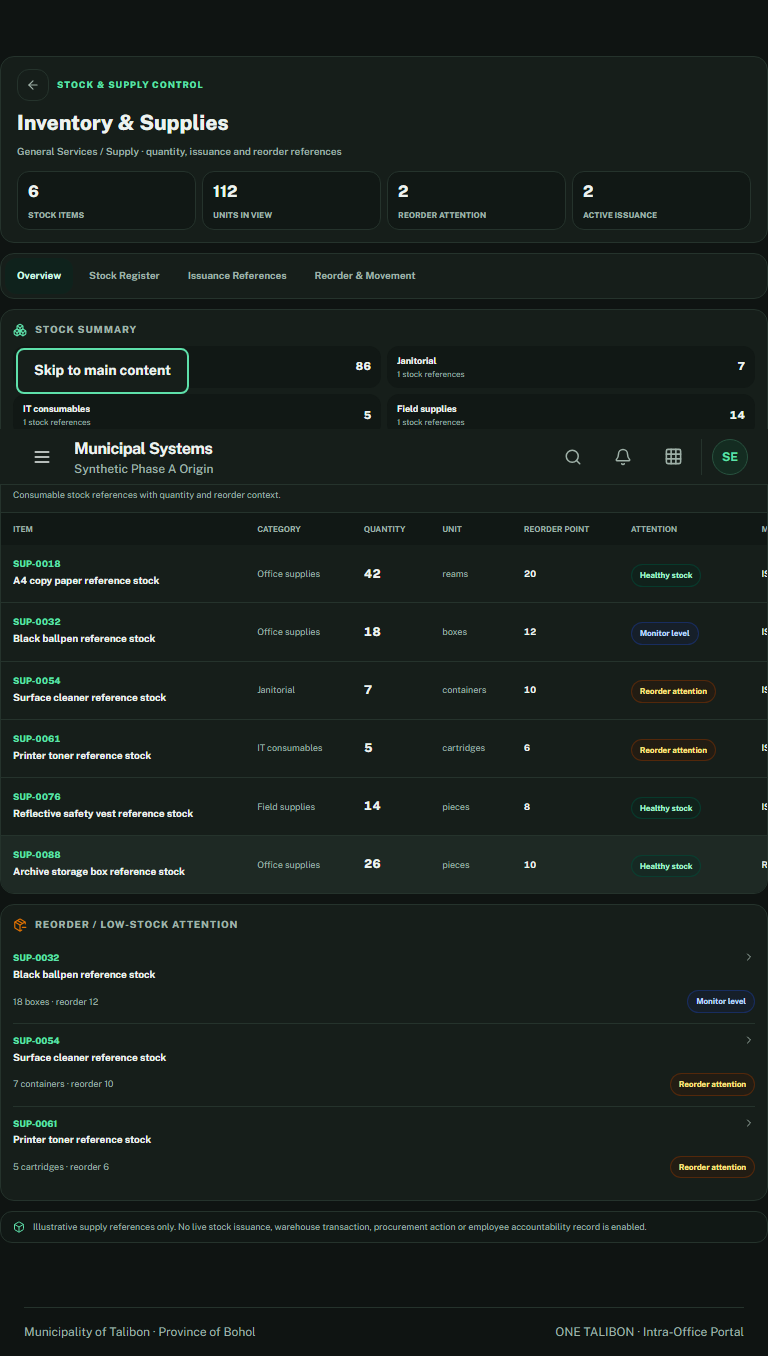 STOCK & SUPPLY CONTROL
Inventory & Supplies
General Services / Supply · quantity, issuance and reorder references
6
STOCK ITEMS
112
UNITS IN VIEW
2
REORDER ATTENTION
2
ACTIVE ISSUANCE
Overview
Stock Register
Issuance References
Reorder & Movement
STOCK SUMMARY
Skip to main content
86
Janitorial
1 stock references
7
IT consumables
1 stock references
5
Field supplies
1 stock references
14
Municipal Systems
Synthetic Phase A Origin
SE
Consumable stock references with quantity and reorder context.
ITEM CATEGORY QUANTITY UNIT REORDER POINT ATTENTION
SUP-0018
A4 copy paper reference stock
Office supplies 42 reams 20 Healthy stock
SUP-0032
Black ballpen reference stock
Office supplies 18 boxes 12 Monitor level
SUP-0054
Surface cleaner reference stock
Janitorial 7 containers 10 Reorder attention
SUP-0061
Printer toner reference stock
IT consumables 5 cartridges 6 Reorder attention
SUP-0076
Reflective safety vest reference stock
Field supplies 14 pieces 8 Healthy stock
SUP-0088
Archive storage box reference stock
Office supplies 26 pieces 10 Healthy stock
REORDER / LOW-STOCK ATTENTION
SUP-0032
Black ballpen reference stock
18 boxes · reorder 12
Monitor level
SUP-0054
Surface cleaner reference stock
7 containers · reorder 10
Reorder attention
SUP-0061
Printer toner reference stock
5 cartridges · reorder 6
Reorder attention
Illustrative supply references only. No live stock issuance, warehouse transaction, procurement action or employee accountability record is enabled.
Municipality of Talibon · Province of Bohol
ONE TALIBON · Intra-Office Portal